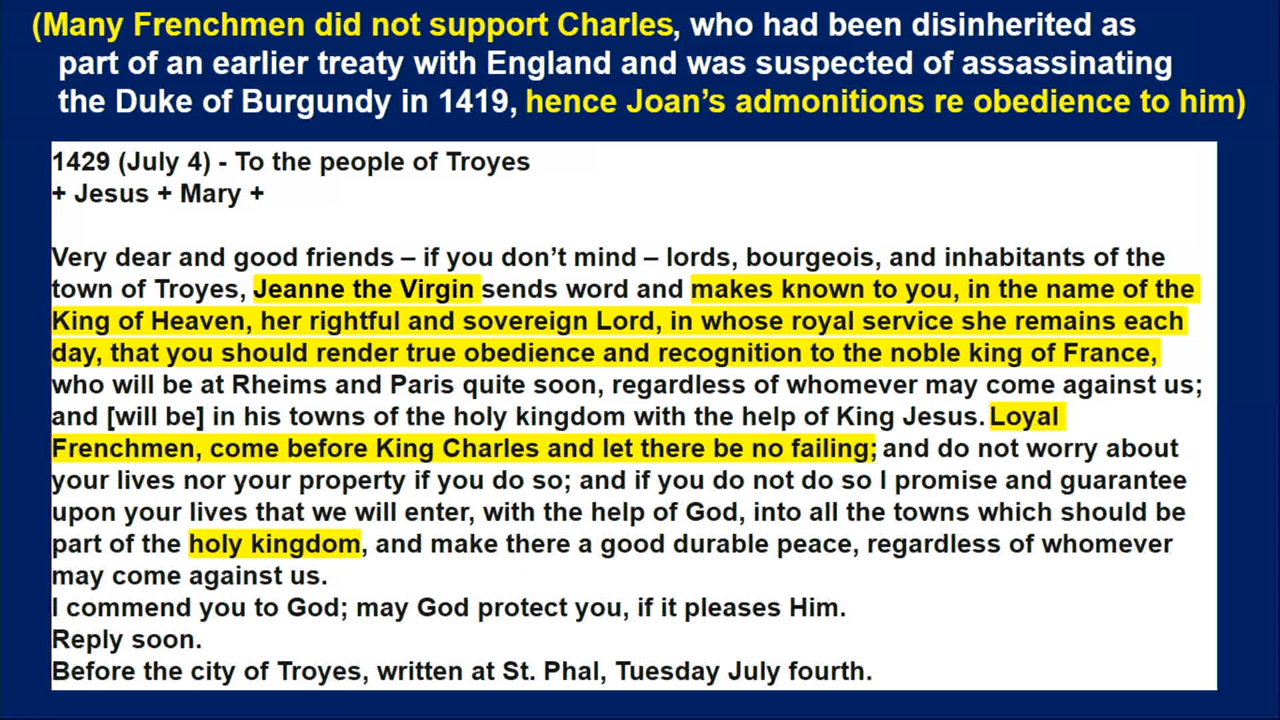 (Many Frenchmen did not support Charles, who had been disinherited as
part of an earlier treaty with England and was suspected of assassinating
the Duke of Burgundy in 1419, hence Joan’s admonitions re obedience to him)
1429 (July 4) - To the people of Troyes
+ Jesus + Mary +
Very dear and good friends – if you don’t mind – lords, bourgeois, and inhabitants of the
town of Troyes, Jeanne the Virgin sends word and makes known to you, in the name of the
King of Heaven, her rightful and sovereign Lord, in whose royal service she remains each
day, that you should render true obedience and recognition to the noble king of France,
who will be at Rheims and Paris quite soon, regardless of whomever may come against us;
and [will be] in his towns of the holy kingdom with the help of King Jesus. Loyal
Frenchmen, come before King Charles and let there be no failing; and do not worry about
your lives nor your property if you do so; and if you do not do so I promise and guarantee
upon your lives that we will enter, with the help of God, into all the towns which should be
part of the holy kingdom, and make there a good durable peace, regardless of whomever
may come against us.
I commend you to God; may God protect you, if it pleases Him.
Reply soon.
Before the city of Troyes, written at St. Phal, Tuesday July fourth.